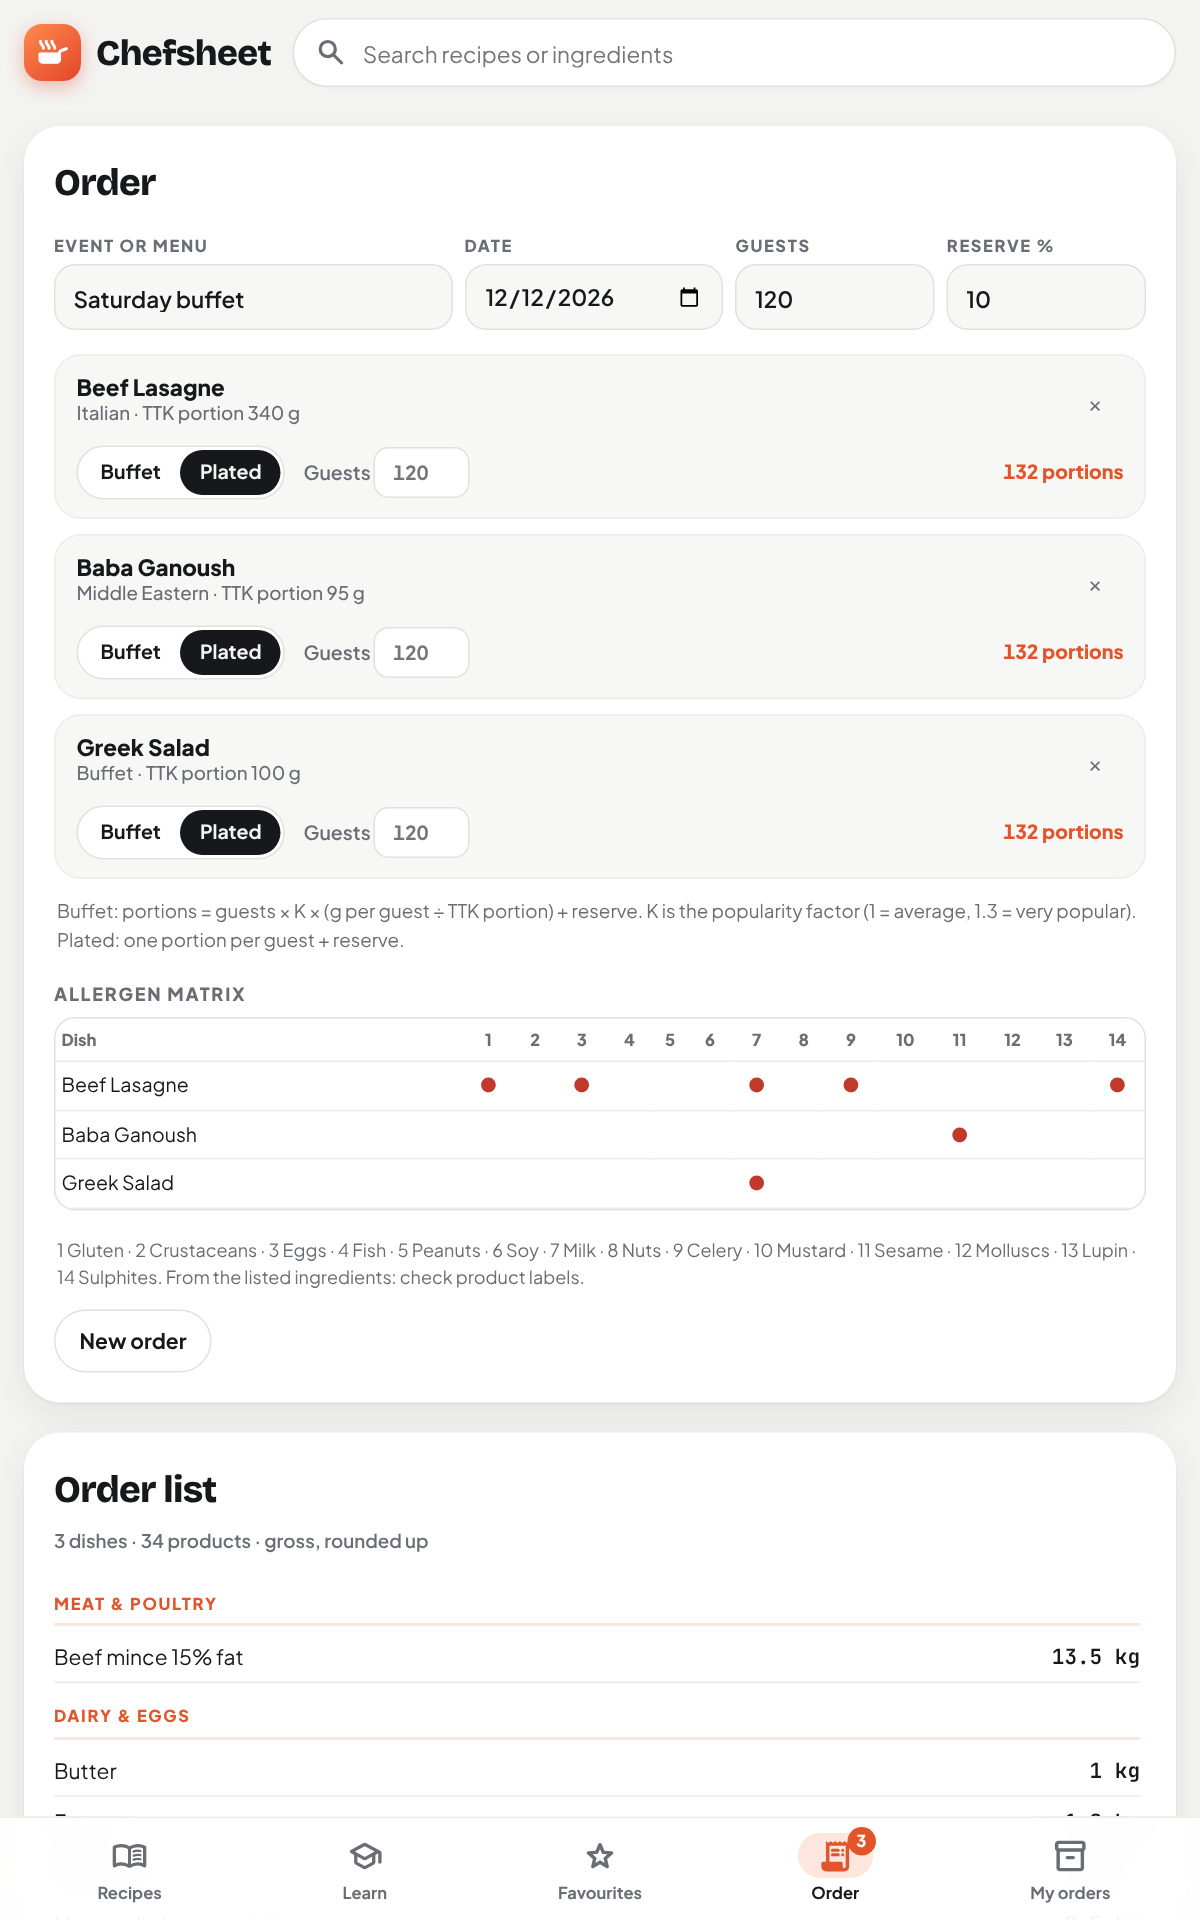 Chefsheet
Search recipes or ingredients
Order
EVENT OR MENU DATE GUESTS RESERVE %
Saturday buffet 12/12/2026 120 10
Beef Lasagne
Italian · TTK portion 340 g
×
Buffet Plated Guests 120 132 portions
Baba Ganoush
Middle Eastern · TTK portion 95 g
×
Buffet Plated Guests 120 132 portions
Greek Salad
Buffet · TTK portion 100 g
×
Buffet Plated Guests 120 132 portions
Buffet: portions = guests × K × (g per guest ÷ TTK portion) + reserve. K is the popularity factor (1 = average, 1.3 = very popular).
Plated: one portion per guest + reserve.
ALLERGEN MATRIX
Dish 1 2 3 4 5 6 7 8 9 10 11 12 13 14
Beef Lasagne
Baba Ganoush
Greek Salad
1 Gluten · 2 Crustaceans · 3 Eggs · 4 Fish · 5 Peanuts · 6 Soy · 7 Milk · 8 Nuts · 9 Celery · 10 Mustard · 11 Sesame · 12 Molluscs · 13 Lupin ·
14 Sulphites. From the listed ingredients: check product labels.
New order
Order list
3 dishes · 34 products · gross, rounded up
MEAT & POULTRY
Beef mince 15% fat 13.5 kg
DAIRY & EGGS
Butter 1 kg
3
Recipes Learn Favourites Order My orders